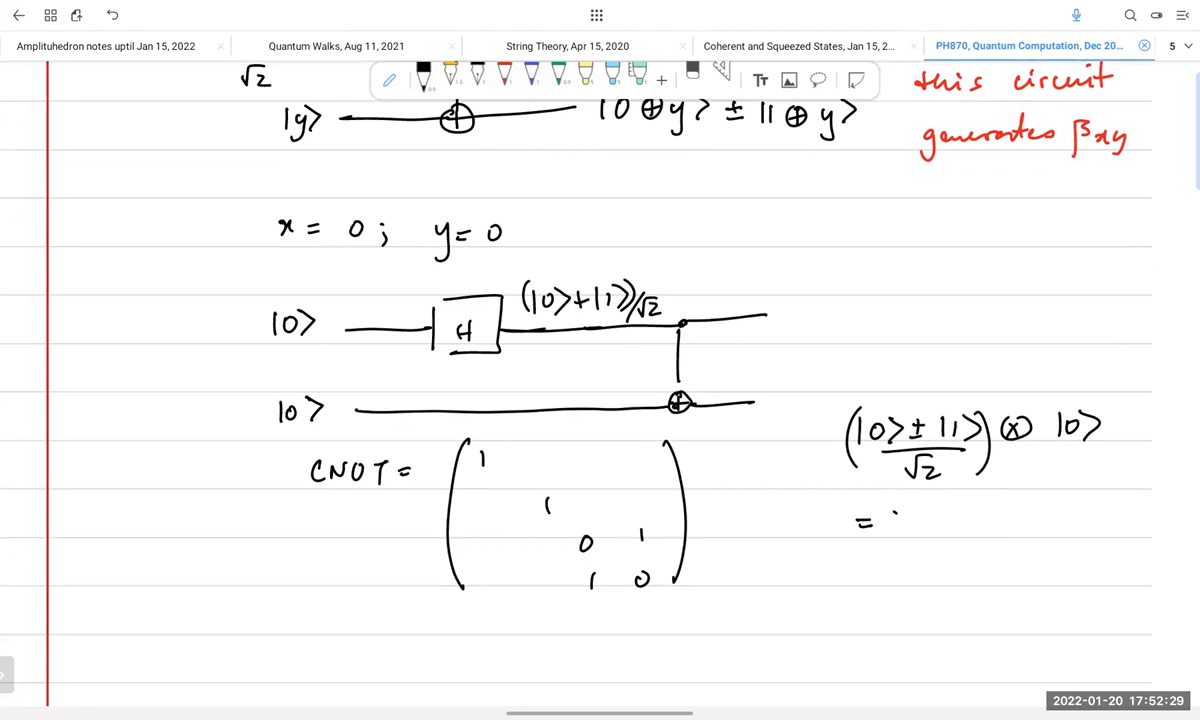 Amplituhedron notes uptil Jan 15, 2022
Quantum Walks, Aug 11, 2021
String Theory, Apr 15, 2020
Coherent and Squeezed States, Jan 15, 2...
PH870, Quantum Computation, Dec 20...
5
√2
Tт
this circuit
|y> |0 ⊕ y> ± |1 ⊕ y>
generates βxy
x = 0 ; y = 0
(|0> + |1>)/√2
|0> H
|0>
(|0> ± |1>)/√2 ⊗ |0>
CNOT = ( 1
1
=
0 1
1 0 )
2022-01-20 17:52:29